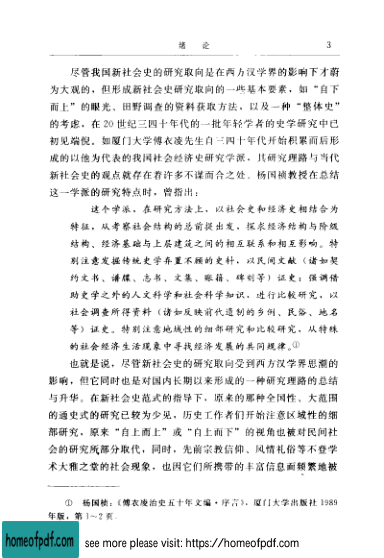 绪 论 3
尽管我国新社会史的研究取向是在西方汉学界的影响下才蔚
为大观的，但形成新社会史研究取向的一些基本要素，如“自下
而上”的眼光、田野调查的资料获取方法，以及一种“整体史”
的考虑，在 20 世纪三四十年代的一批年轻学者的史学研究中已
初见端倪。如厦门大学傅衣凌先生自三四十年代开始积累而后形
成的以他为代表的我国社会经济史研究学派，其研究理路与当代
新社会史的观点就存在着许多不谋而合之处。杨国桢教授在总结
这一学派的研究特点时，曾指出：
这个学派，在研究方法上，以社会史和经济史相结合为
特征，从考察社会结构的总前提出发，探求经济结构与阶级
结构、经济基础与上层建筑之间的相互联系和相互影响。特
别注意发掘传统史学弃置不顾的史料，以民间文献（诸如契
约文书、谱牒、志书、文集、账籍、碑刻等）证史；强调借
助史学之外的人文科学和社会科学知识，进行比较研究，以
社会调查所得资料（诸如反映前代遗制的乡例、民俗、地名
等）证史。特别注意地域性的细部研究和比较研究，从特殊
的社会经济生活现象中寻找经济发展的共同规律。①
也就是说，尽管新社会史的研究取向受到西方汉学界思潮的
影响，但它同时也是对国内长期以来形成的一种研究理路的总结
与升华。在新社会史范式的指导下，原来的那种全国性、大范围
的通史式的研究已较为少见，历史工作者们开始注意区域性的细
部研究，原来“自上而上”或“自上而下”的视角也被对民间社
会的研究所部分取代，同时，先前宗教信仰、风情礼俗等不登学
术大雅之堂的社会现象，也因它们所携带的丰富信息而频繁地被
① 杨国桢：《傅衣凌治史五十年文编·序言》，厦门大学出版社 1989
年版，第 1～2 页
homeofpdf.com see more please visit: https://homeofpdf.com